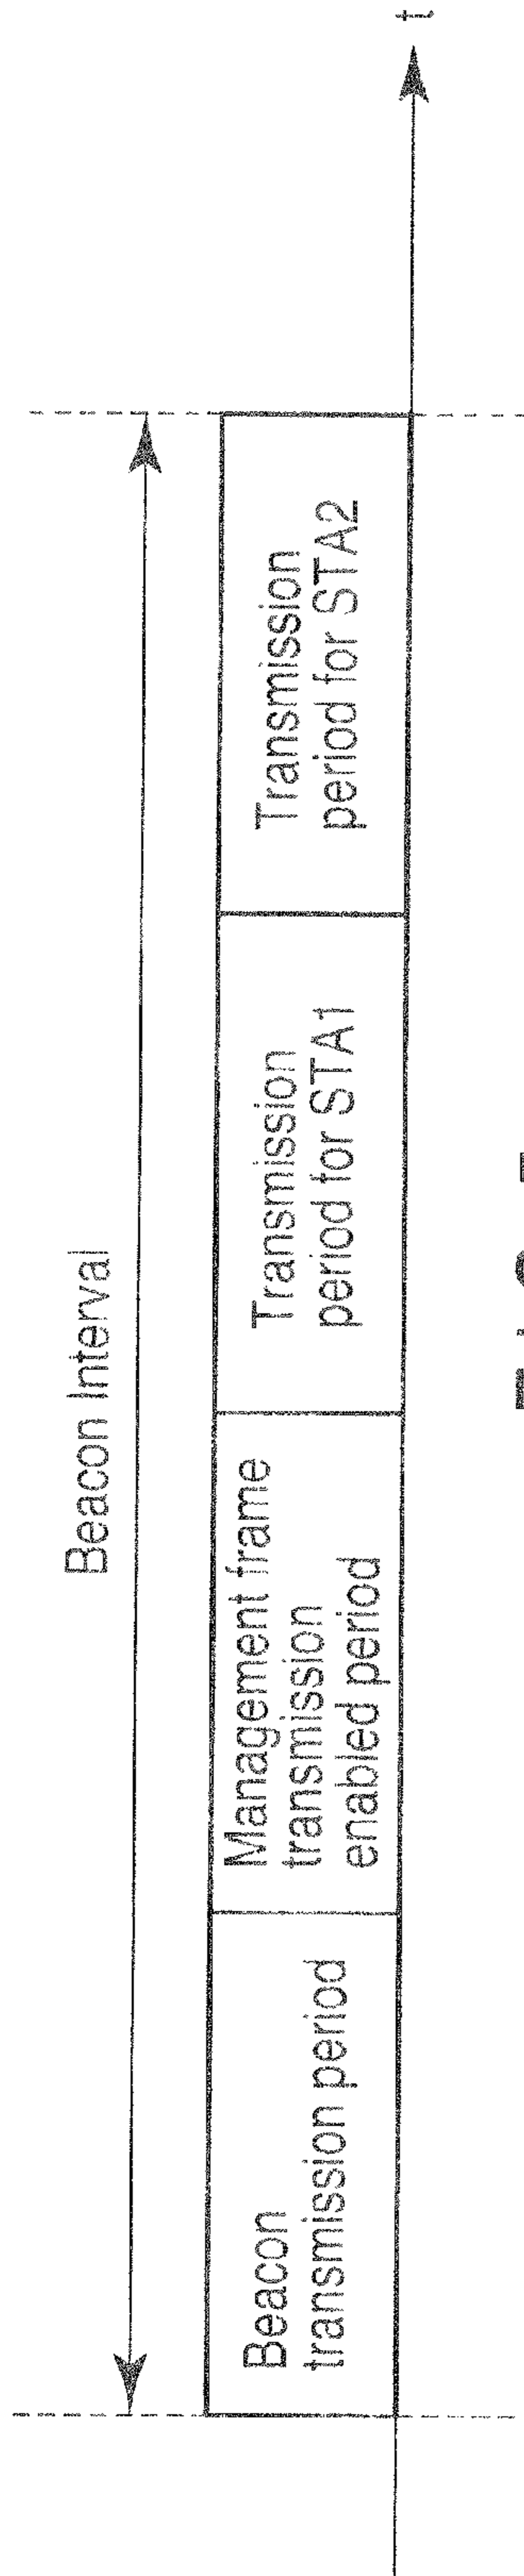 Beacon Interval
Beacon
transmission period
Management frame
transmission
enabled period
Transmission
period for STA1
Transmission
period for STA2
t